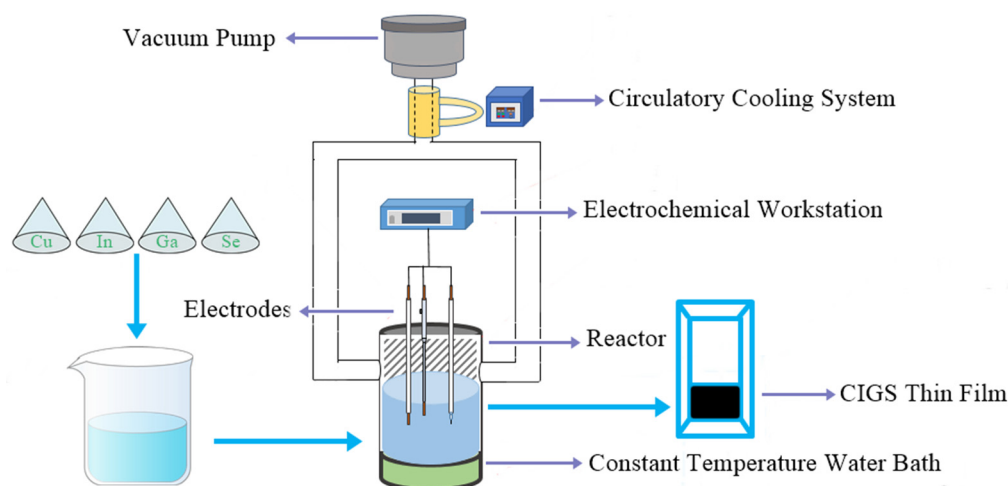 Vacuum Pump
Circulatory Cooling System
Electrochemical Workstation
Cu In Ga Se
Electrodes
Reactor
CIGS Thin Film
Constant Temperature Water Bath